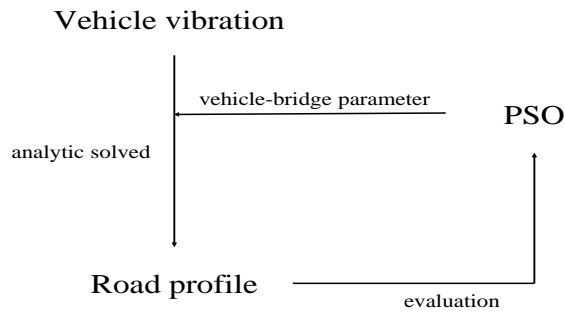 Vehicle vibration
vehicle-bridge parameter
PSO
analytic solved
Road profile
evaluation